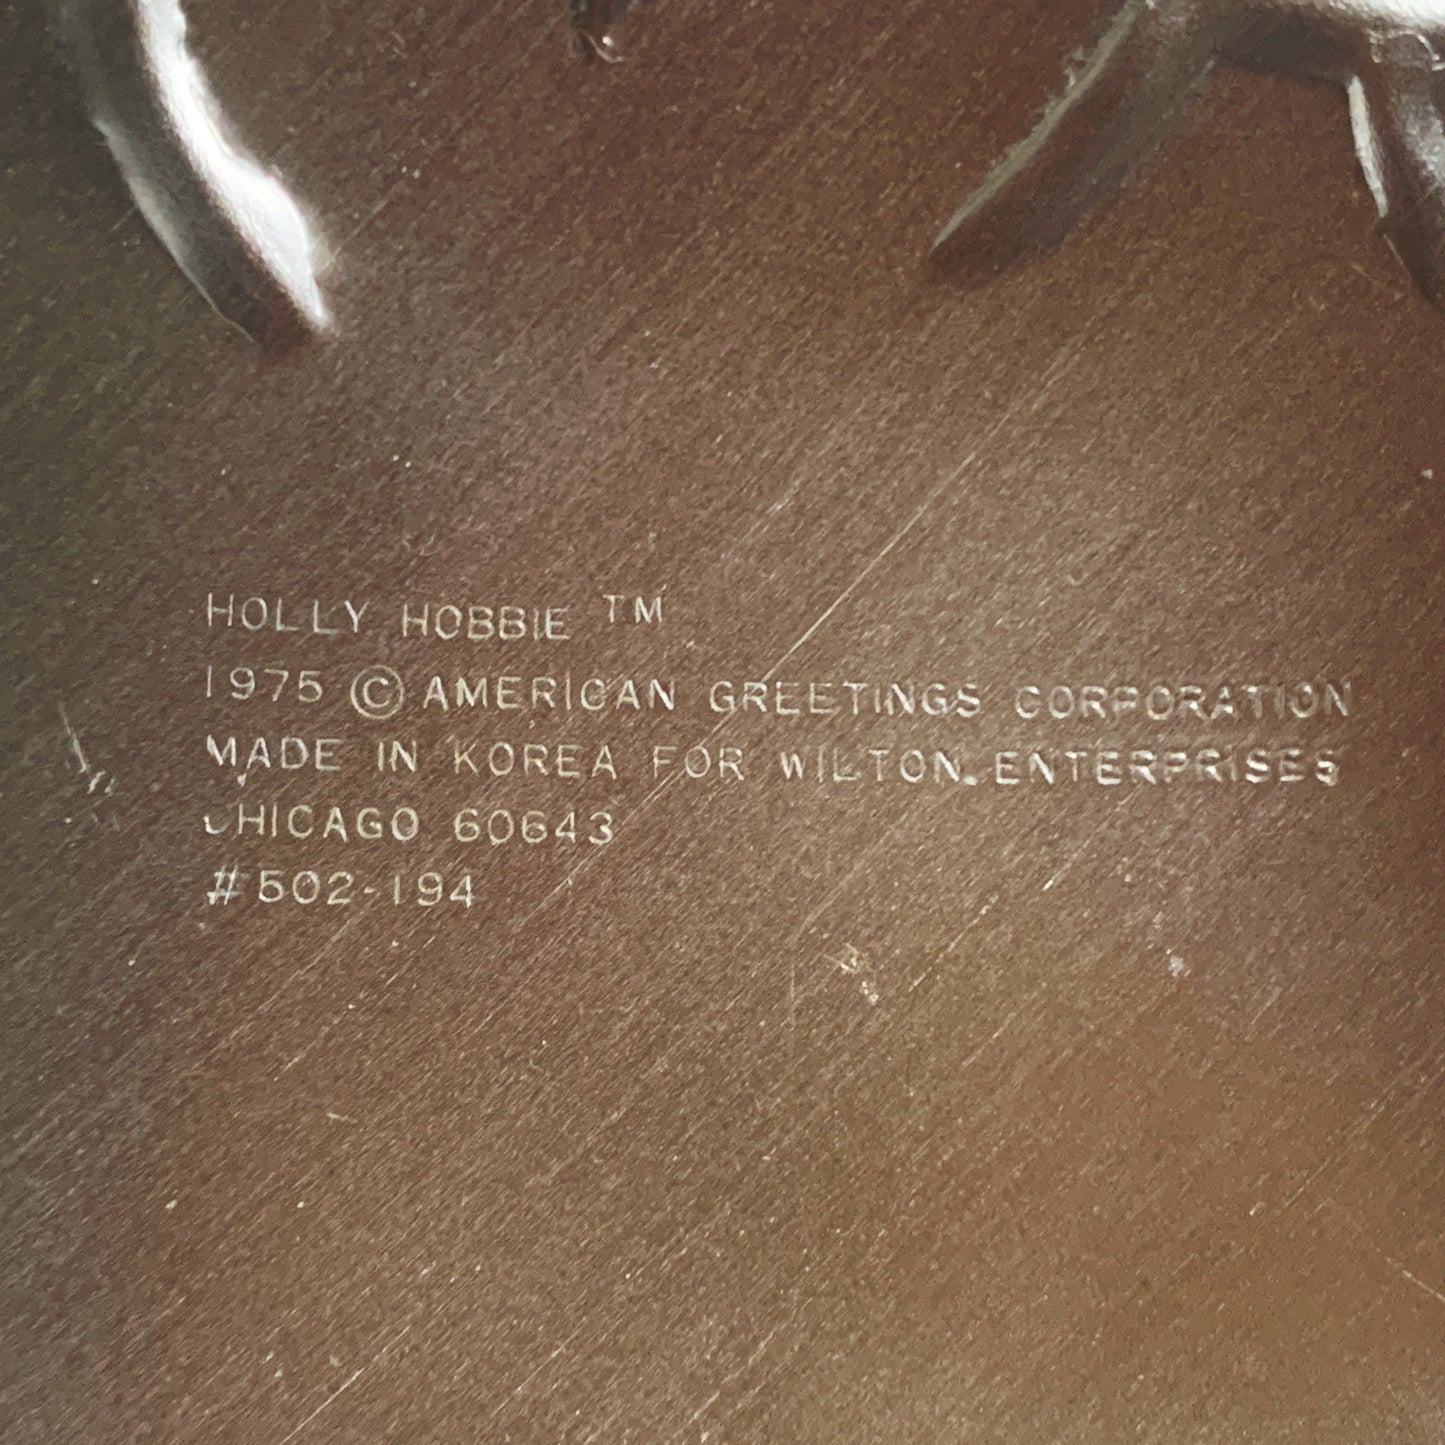 HOLLY HOBBIE TM
1975 © AMERICAN GREETINGS CORPORATION
MADE IN KOREA FOR WILTON ENTERPRISES
CHICAGO 60643
#502-194